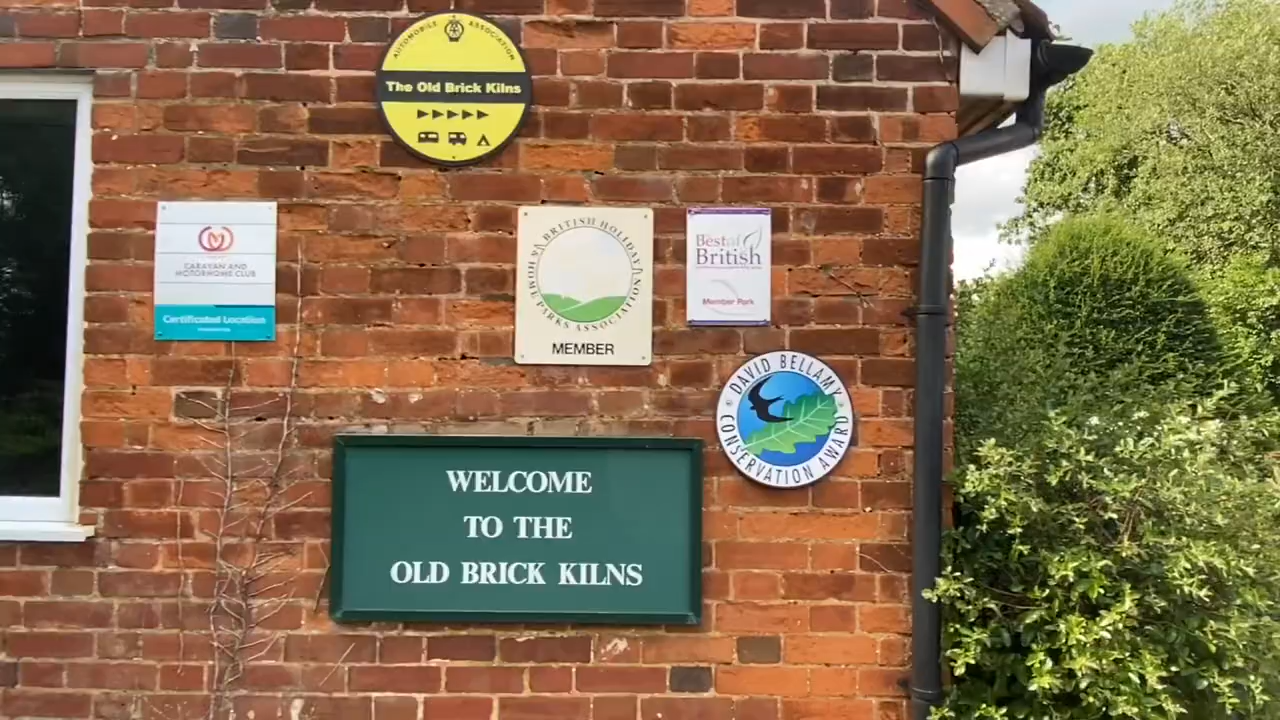 AUTOMOBILE ASSOCIATION
The Old Brick Kilns
CARAVAN AND
MOTORHOME CLUB
Certificated Location
BRITISH HOLIDAY
& HOME PARKS ASSOCIATION
MEMBER
Best of
British
Member Park
DAVID BELLAMY
CONSERVATION AWARD
WELCOME
TO THE
OLD BRICK KILNS